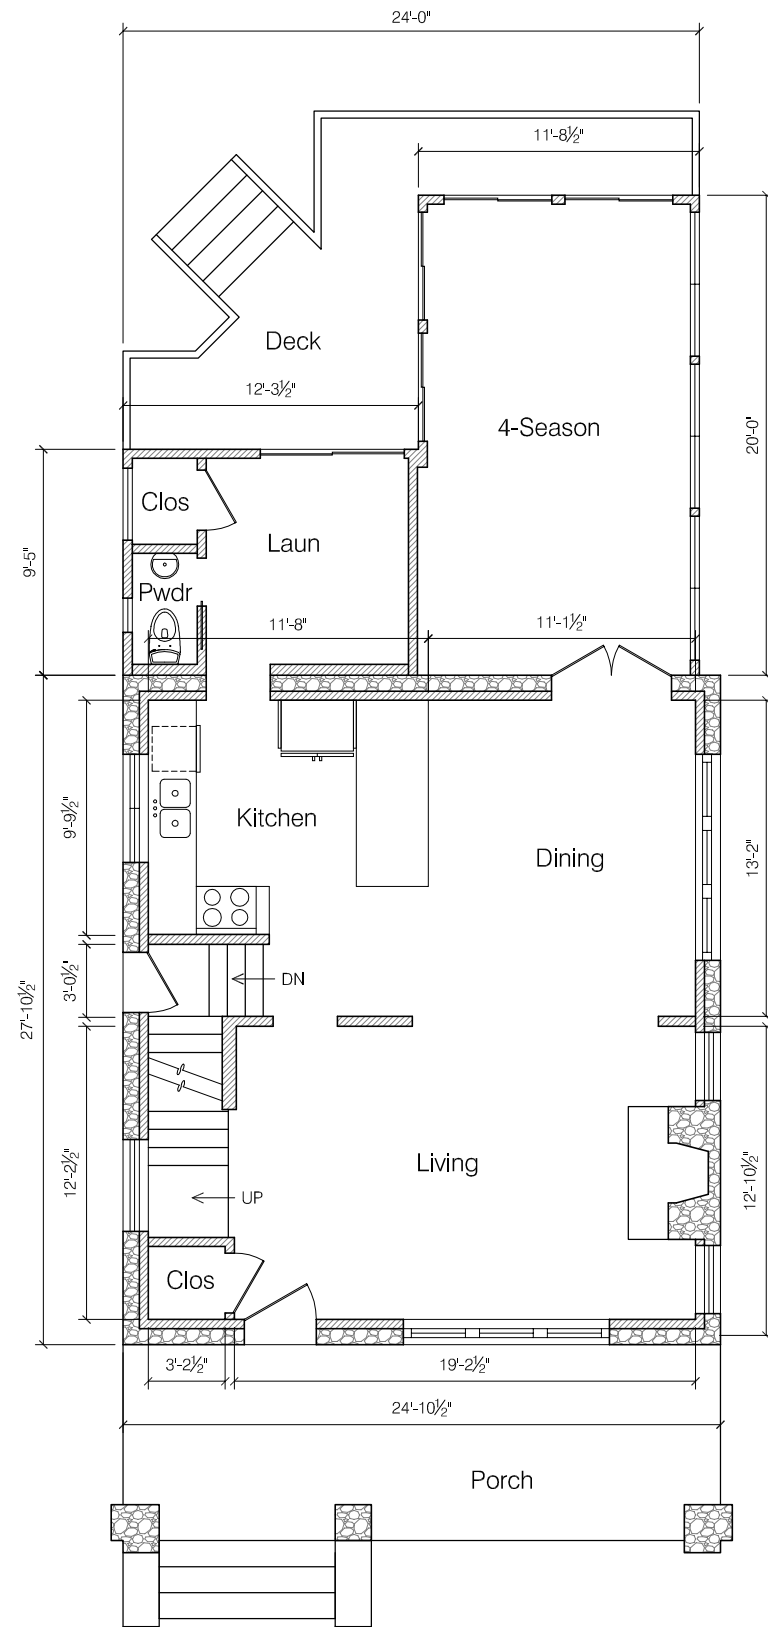 24'-0"
11'-8½"
Deck
12'-3½"
4-Season
20'-0"
Clos
Laun
9'-5"
Pwdr
11'-8"
11'-1½"
9'-9½"
Kitchen
Dining
13'-2"
3'-0½"
DN
27'-10½"
12'-2½"
Living
12'-10½"
UP
Clos
3'-2½"
19'-2½"
24'-10½"
Porch